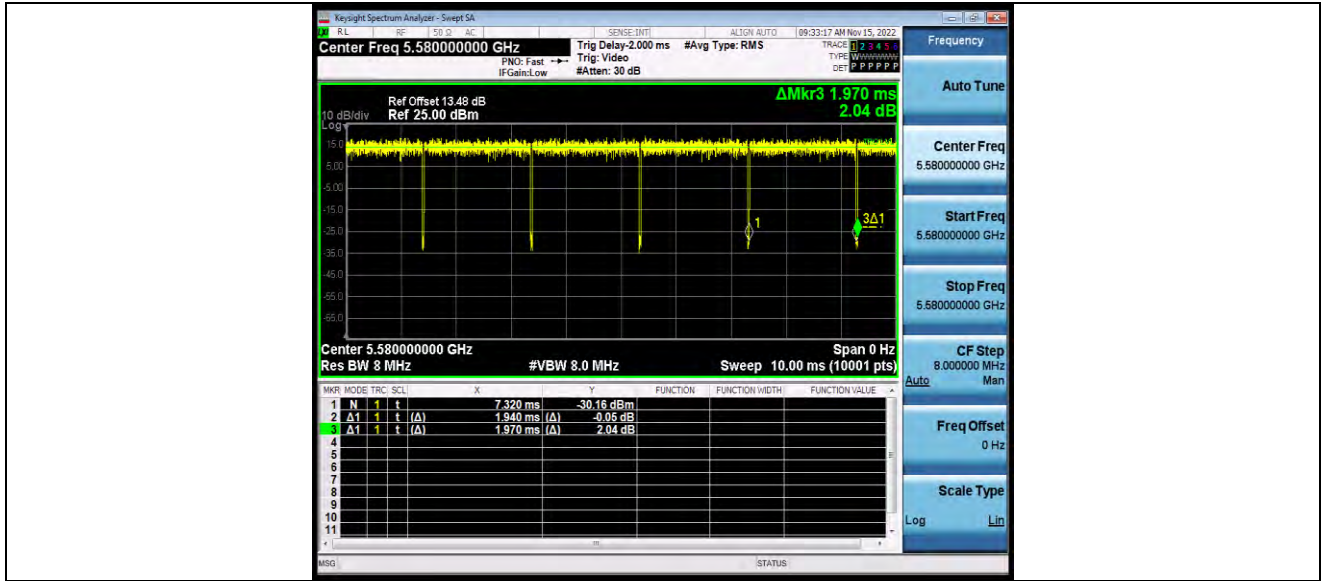 Keysight Spectrum Analyzer - Swept SA
RL RF 50 Ω AC SENSE:INT ALIGN AUTO 09:33:17 AM Nov 15, 2022
Center Freq 5.580000000 GHz
Trig Delay-2.000 ms #Avg Type: RMS
TRACE 1 2 3 4 5 6
PNO: Fast
Trig: Video
TYPE WWWWWW
IFGain:Low
#Atten: 30 dB
DET P P P P P P
Frequency
Auto Tune
ΔMkr3 1.970 ms
2.04 dB
Ref Offset 13.48 dB
10 dB/div Ref 25.00 dBm
Log
15.0
5.00
-5.00
-15.0
-25.0
-35.0
-45.0
-55.0
-65.0
1
3Δ1
Center Freq
5.580000000 GHz
Start Freq
5.580000000 GHz
Stop Freq
5.580000000 GHz
Center 5.580000000 GHz
Span 0 Hz
Res BW 8 MHz
#VBW 8.0 MHz
Sweep 10.00 ms (10001 pts)
CF Step
8.000000 MHz
Auto Man
MKR MODE TRC SCL X Y FUNCTION FUNCTION WIDTH FUNCTION VALUE
1 N 1 t 7.320 ms -30.16 dBm
2 Δ1 1 t (Δ) 1.940 ms (Δ) -0.05 dB
3 Δ1 1 t (Δ) 1.970 ms (Δ) 2.04 dB
4
5
6
7
8
9
10
11
Freq Offset
0 Hz
Scale Type
Log Lin
MSG
STATUS